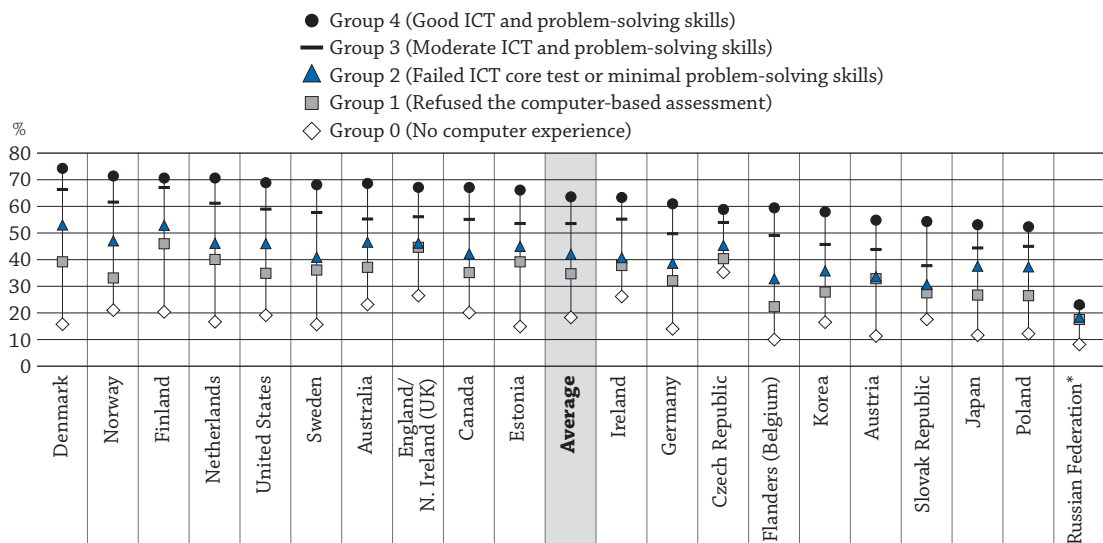 Group 4 (Good ICT and problem-solving skills)
Group 3 (Moderate ICT and problem-solving skills)
Group 2 (Failed ICT core test or minimal problem-solving skills)
Group 1 (Refused the computer-based assessment)
Group 0 (No computer experience)
%
80
70
60
50
40
30
20
10
0
Denmark
Norway
Finland
Netherlands
United States
Sweden
Australia
England/
N. Ireland (UK)
Canada
Estonia
Average
Ireland
Germany
Czech Republic
Flanders (Belgium)
Korea
Austria
Slovak Republic
Japan
Poland
Russian Federation*